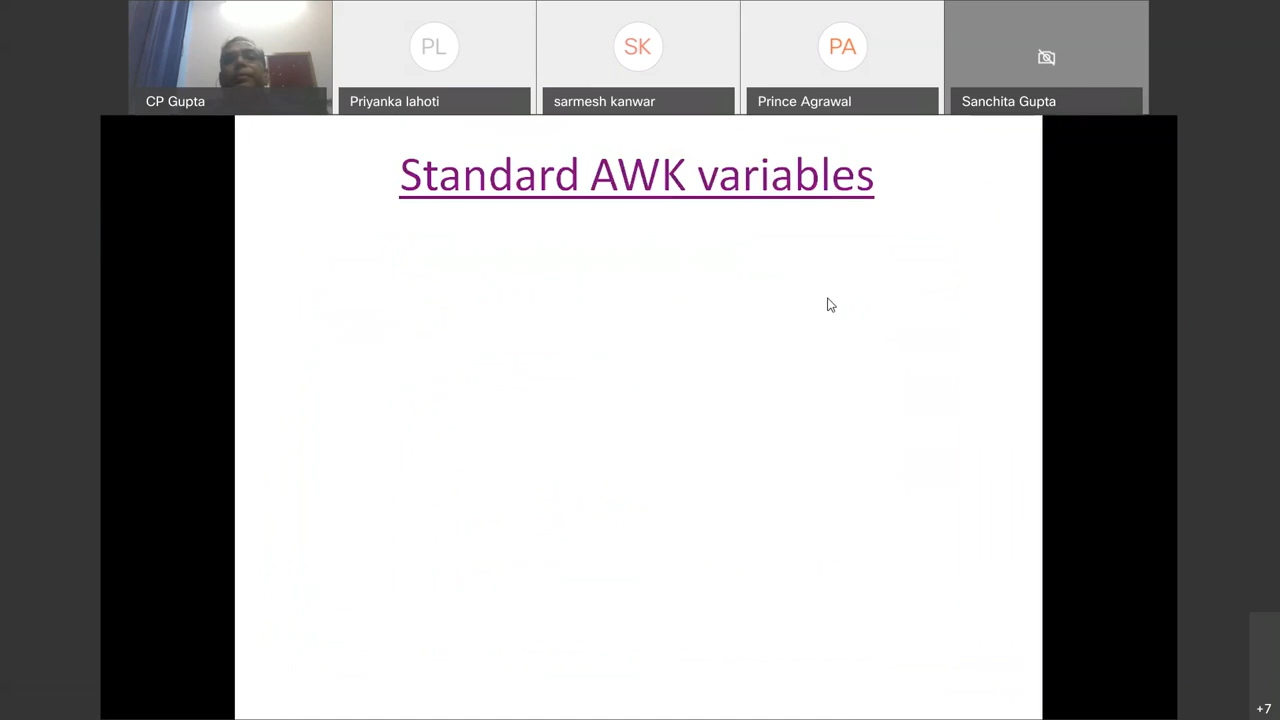 PL
SK
PA
CP Gupta
Priyanka lahoti
sarmesh kanwar
Prince Agrawal
Sanchita Gupta
Standard AWK variables
+7